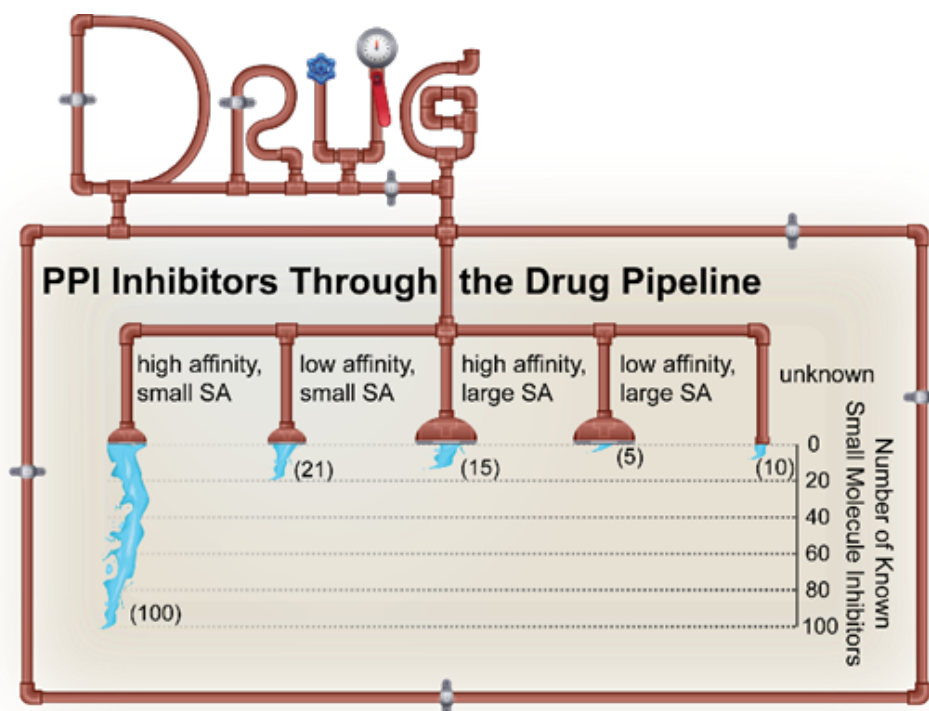 DRUG
PPI Inhibitors Through the Drug Pipeline
high affinity,
small SA
low affinity,
small SA
high affinity,
large SA
low affinity,
large SA
unknown
(100)
(21)
(15)
(5)
(10)
0
20
40
60
80
100
Number of Known
Small Molecule Inhibitors